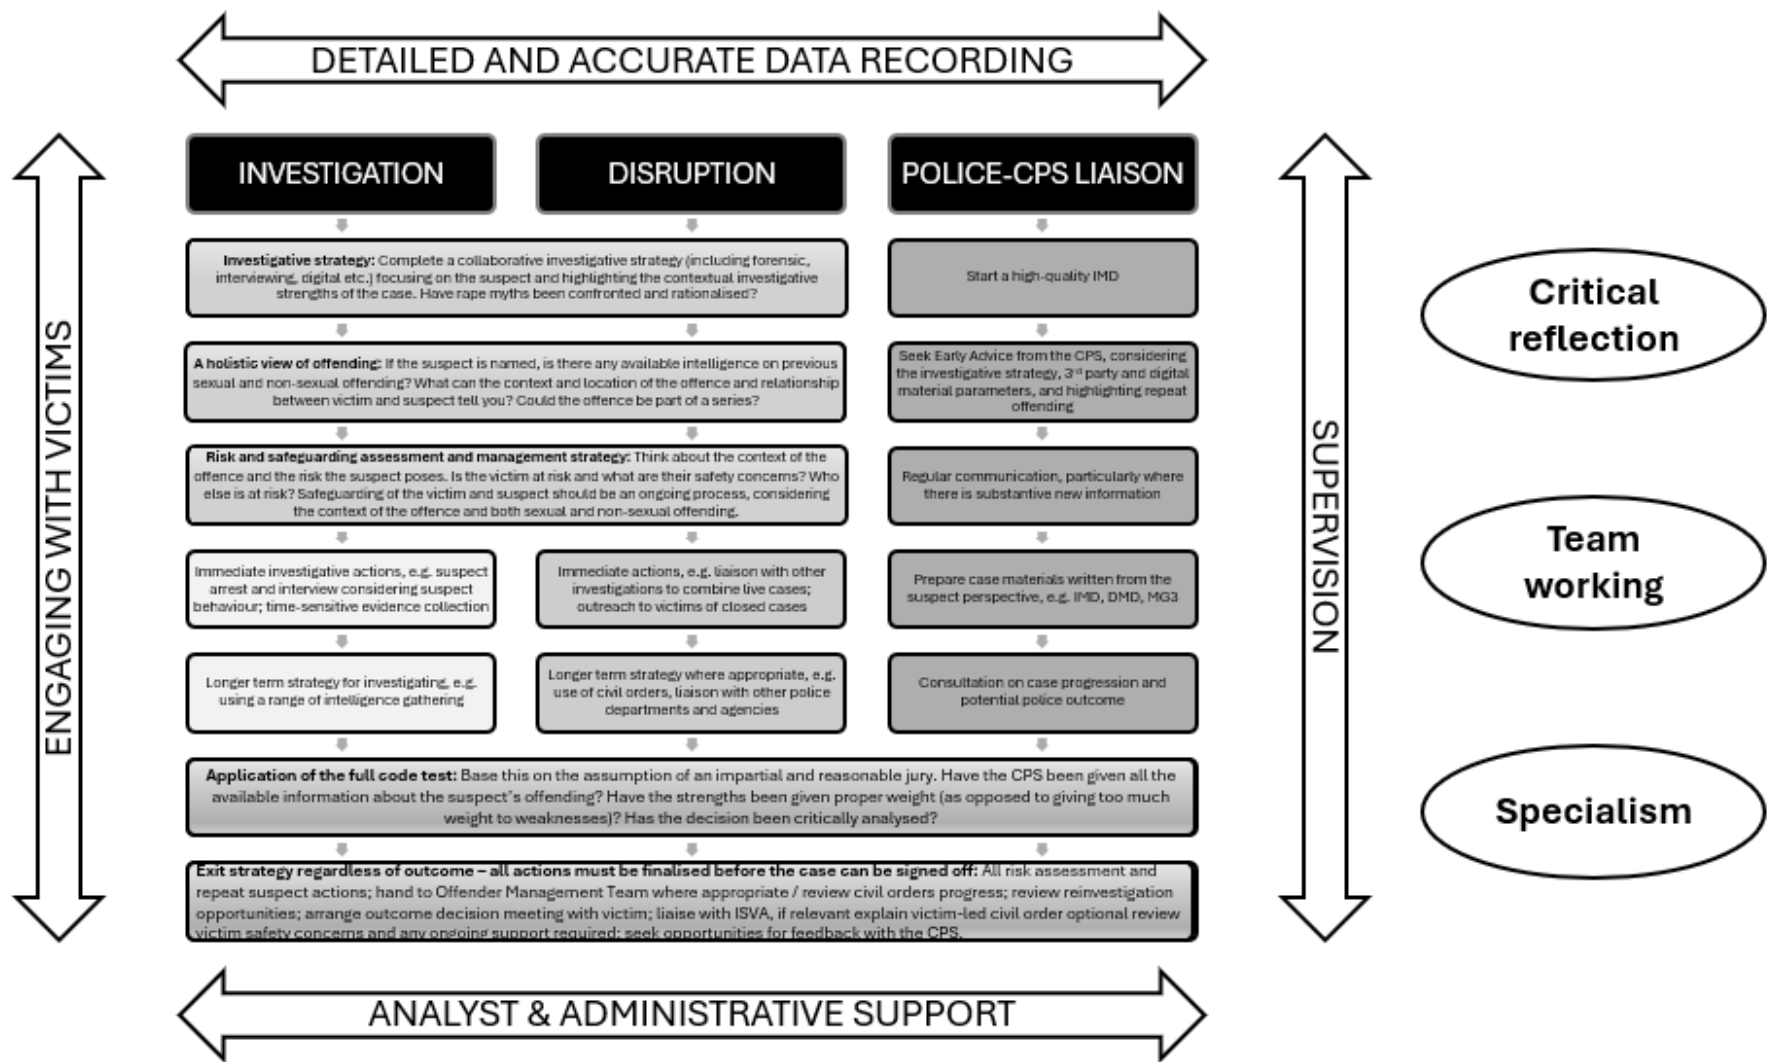 DETAILED AND ACCURATE DATA RECORDING
ENGAGING WITH VICTIMS
INVESTIGATION
DISRUPTION
POLICE-CPS LIAISON
Investigative strategy: Complete a collaborative investigative strategy (including forensic,
interviewing, digital etc.) focusing on the suspect and highlighting the contextual investigative
strengths of the case. Have rape myths been confronted and rationalised?
Start a high-quality IMD
A holistic view of offending: If the suspect is named, is there any available intelligence on previous
sexual and non-sexual offending? What can the context and location of the offence and relationship
between victim and suspect tell you? Could the offence be part of a series?
Seek Early Advice from the CPS, considering
the investigative strategy, 3rd party and digital
material parameters, and highlighting repeat
offending
Risk and safeguarding assessment and management strategy: Think about the context of the
offence and the risk the suspect poses. Is the victim at risk and what are their safety concerns? Who
else is at risk? Safeguarding of the victim and suspect should be an ongoing process, considering
the context of the offence and both sexual and non-sexual offending.
Regular communication, particularly where
there is substantive new information
Immediate investigative actions, e.g. suspect
arrest and interview considering suspect
behaviour; time-sensitive evidence collection
Immediate actions, e.g. liaison with other
investigations to combine live cases;
outreach to victims of closed cases
Prepare case materials written from the
suspect perspective, e.g. IMD, DMD, MG3
Longer term strategy for investigating, e.g.
using a range of intelligence gathering
Longer term strategy where appropriate, e.g.
use of civil orders, liaison with other police
departments and agencies
Consultation on case progression and
potential police outcome
Application of the full code test: Base this on the assumption of an impartial and reasonable jury. Have the CPS been given all the
available information about the suspect's offending? Have the strengths been given proper weight (as opposed to giving too much
weight to weaknesses)? Has the decision been critically analysed?
Exit strategy regardless of outcome – all actions must be finalised before the case can be signed off: All risk assessment and
repeat suspect actions; hand to Offender Management Team where appropriate / review civil orders progress; review reinvestigation
opportunities; arrange outcome decision meeting with victim; liaise with ISVA, if relevant explain victim-led civil order optional review
victim safety concerns and any ongoing support required; seek opportunities for feedback with the CPS.
SUPERVISION
Critical
reflection
Team
working
Specialism
ANALYST & ADMINISTRATIVE SUPPORT